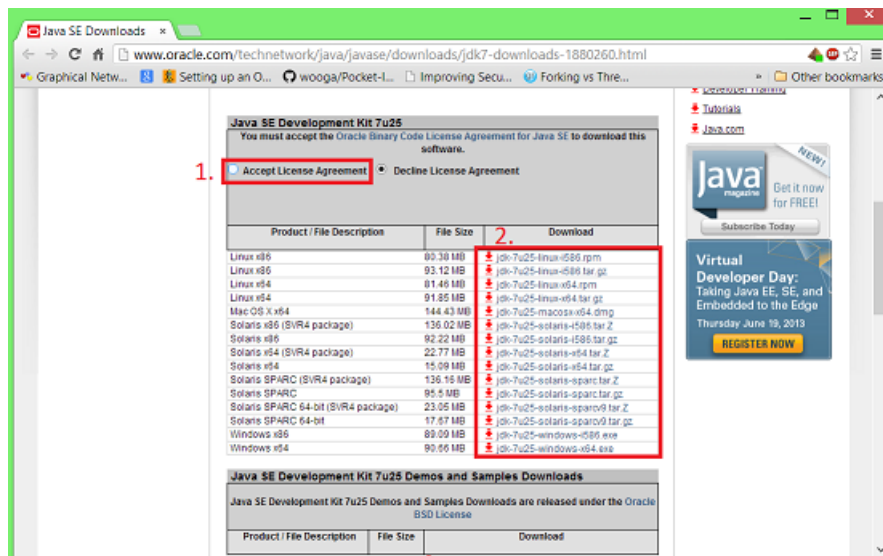 Java SE Downloads
www.oracle.com/technetwork/java/javase/downloads/jdk7-downloads-1880260.html
Graphical Netw...
Setting up an O...
wooga/Pocket-I...
Improving Secu...
Forking vs Thre...
»
Other bookmarks
Java SE Development Kit 7u25
You must accept the Oracle Binary Code License Agreement for Java SE to download this
software.
1.
Accept License Agreement
Decline License Agreement
2.
Product / File Description
File Size
Download
Linux x86 80.38 MB jdk-7u25-linux-i586.rpm
Linux x86 93.12 MB jdk-7u25-linux-i586.tar.gz
Linux x64 81.46 MB jdk-7u25-linux-x64.rpm
Linux x64 91.85 MB jdk-7u25-linux-x64.tar.gz
Mac OS X x64 144.43 MB jdk-7u25-macosx-x64.dmg
Solaris x86 (SVR4 package) 136.02 MB jdk-7u25-solaris-i586.tar.Z
Solaris x86 92.22 MB jdk-7u25-solaris-i586.tar.gz
Solaris x64 (SVR4 package) 22.77 MB jdk-7u25-solaris-x64.tar.Z
Solaris x64 15.09 MB jdk-7u25-solaris-x64.tar.gz
Solaris SPARC (SVR4 package) 136.16 MB jdk-7u25-solaris-sparc.tar.Z
Solaris SPARC 95.5 MB jdk-7u25-solaris-sparc.tar.gz
Solaris SPARC 64-bit (SVR4 package) 23.05 MB jdk-7u25-solaris-sparcv9.tar.Z
Solaris SPARC 64-bit 17.67 MB jdk-7u25-solaris-sparcv9.tar.gz
Windows x86 89.09 MB jdk-7u25-windows-i586.exe
Windows x64 90.66 MB jdk-7u25-windows-x64.exe
Java SE Development Kit 7u25 Demos and Samples Downloads
Java SE Development Kit 7u25 Demos and Samples Downloads are released under the Oracle
BSD License
Product / File Description
File Size
Download
Developer Training
Tutorials
Java.com
NEW!
Java
magazine
Get it now
for FREE!
Subscribe Today
Virtual
Developer Day:
Taking Java EE, SE, and
Embedded to the Edge
Thursday June 19, 2013
REGISTER NOW